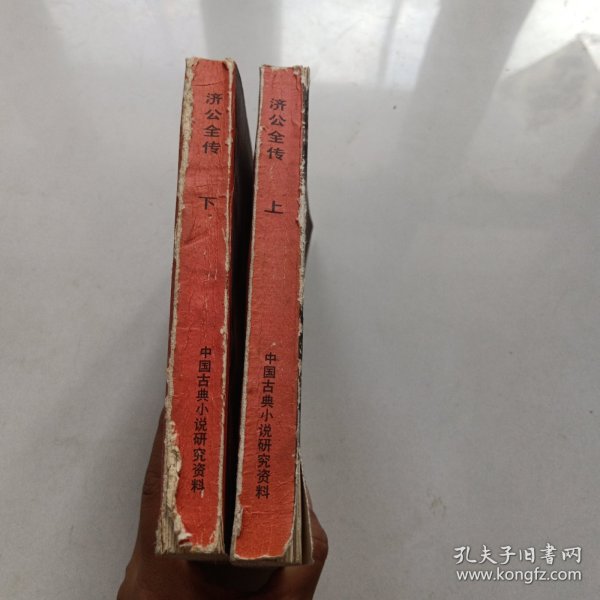 济公全传
下
中国古典小说研究资料
济公全传
上
中国古典小说研究资料
孔夫子旧書网
www.kongfz.com